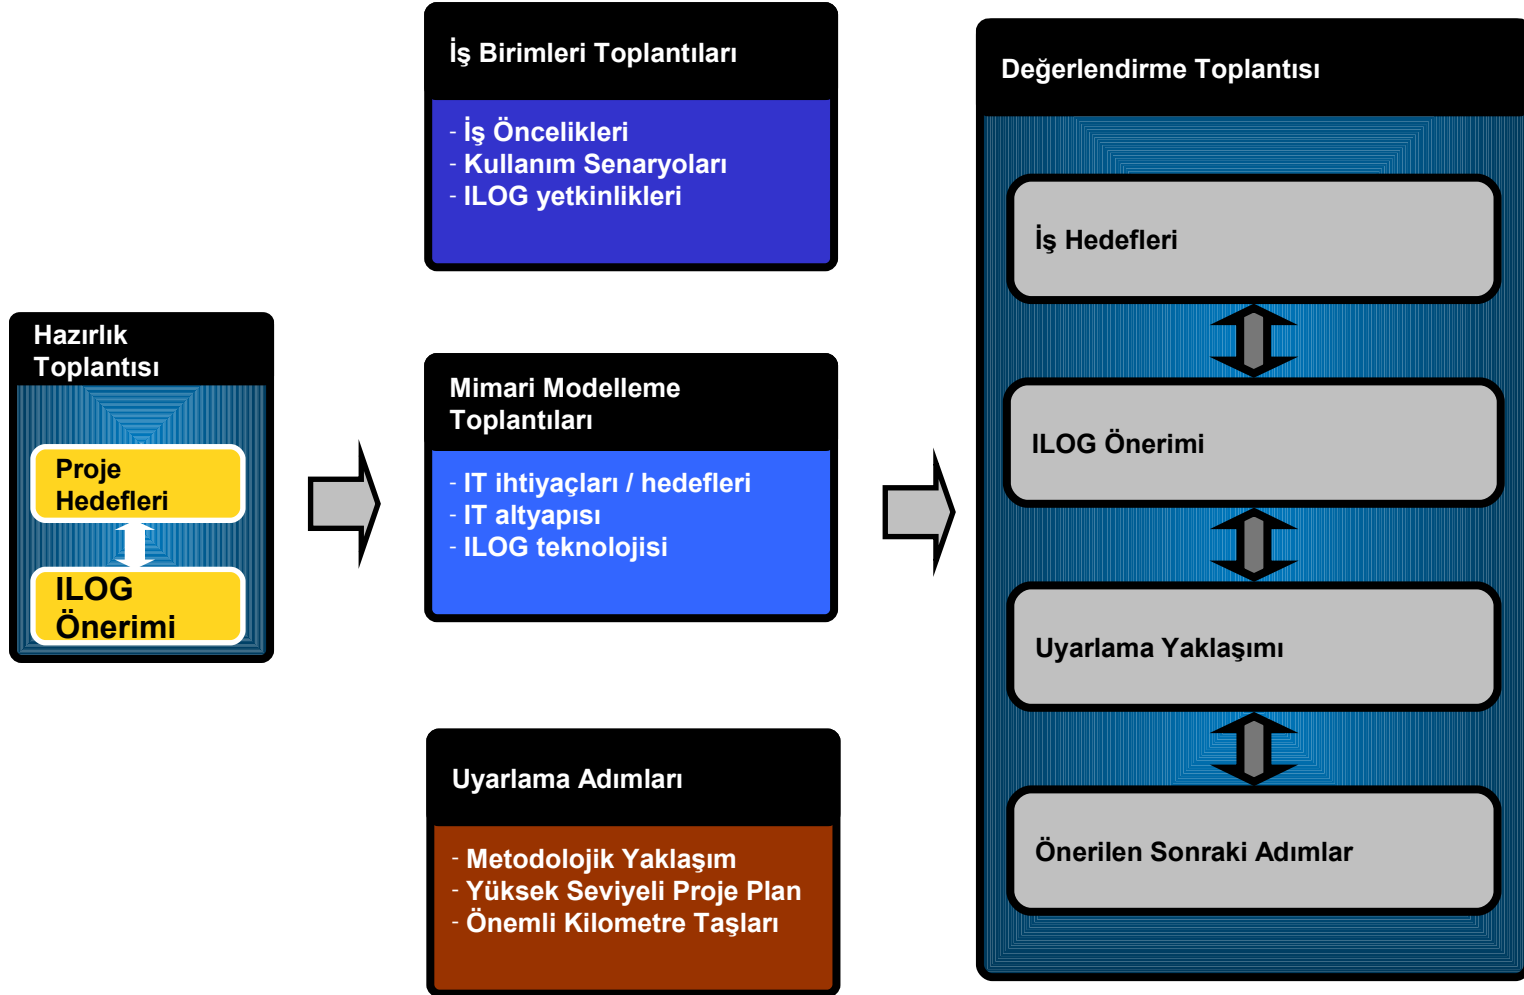 Hazırlık
Toplantısı
Proje
Hedefleri
ILOG
Önerimi
İş Birimleri Toplantıları
- İş Öncelikleri
- Kullanım Senaryoları
- ILOG yetkinlikleri
Mimari Modelleme
Toplantıları
- IT ihtiyaçları / hedefleri
- IT altyapısı
- ILOG teknolojisi
Uyarlama Adımları
- Metodolojik Yaklaşım
- Yüksek Seviyeli Proje Plan
- Önemli Kilometre Taşları
Değerlendirme Toplantısı
İş Hedefleri
ILOG Önerimi
Uyarlama Yaklaşımı
Önerilen Sonraki Adımlar